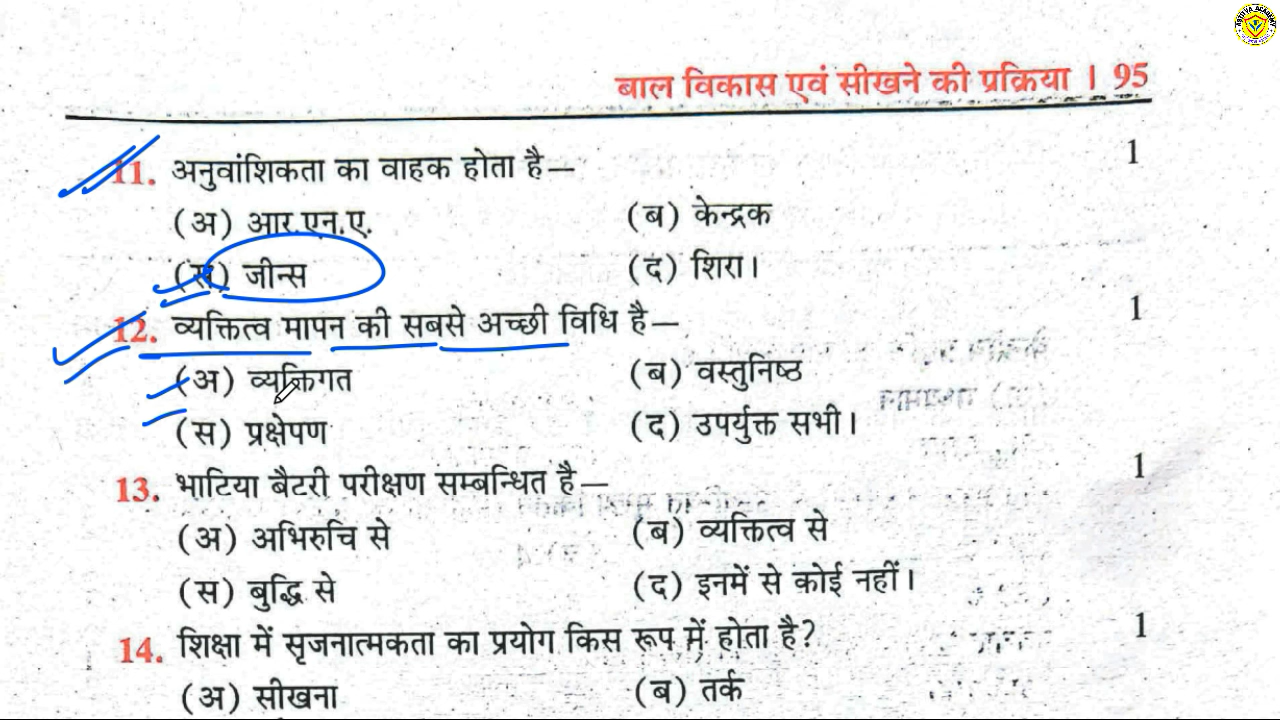 बाल विकास एवं सीखने की प्रक्रिया । 95
11. अनुवांशिकता का वाहक होता है— 1
(अ) आर.एन.ए. (ब) केन्द्रक
(स) जीन्स (द) शिरा।
12. व्यक्तित्व मापन की सबसे अच्छी विधि है— 1
(अ) व्यक्तिगत (ब) वस्तुनिष्ठ
(स) प्रक्षेपण (द) उपर्युक्त सभी।
13. भाटिया बैटरी परीक्षण सम्बन्धित है— 1
(अ) अभिरुचि से (ब) व्यक्तित्व से
(स) बुद्धि से (द) इनमें से कोई नहीं।
14. शिक्षा में सृजनात्मकता का प्रयोग किस रूप में होता है? 1
(अ) सीखना (ब) तर्क